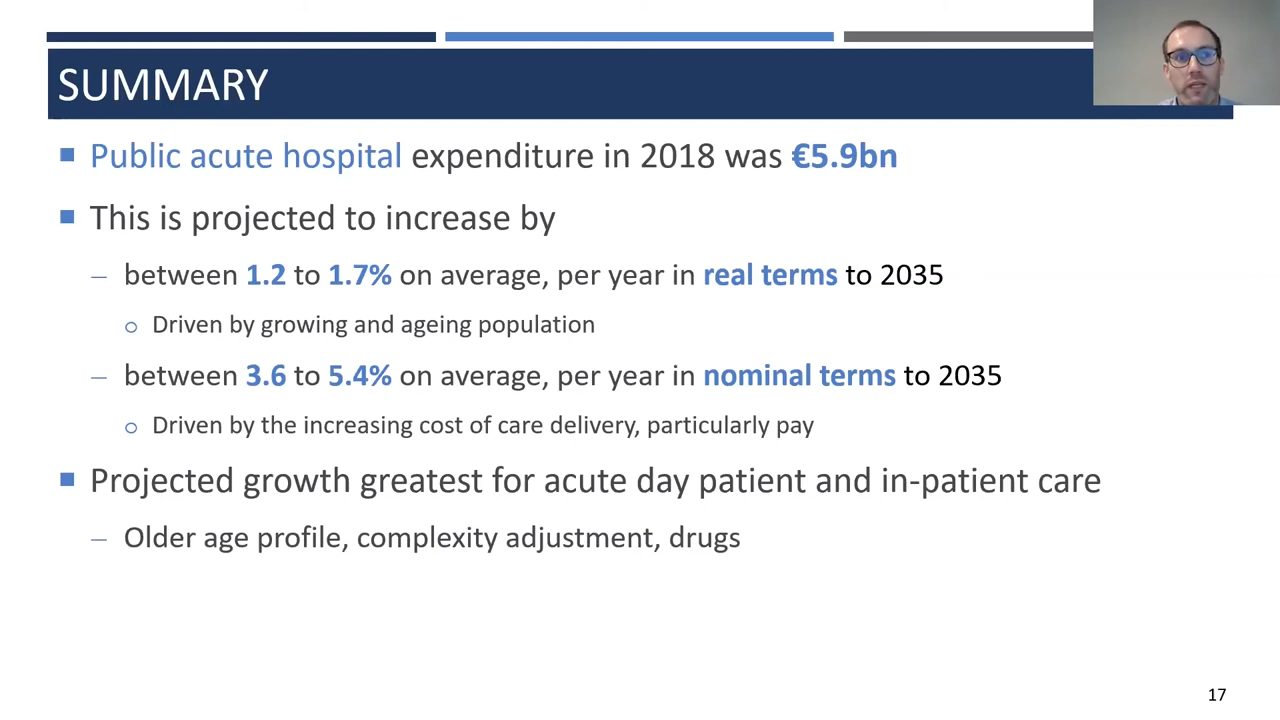 SUMMARY
■ Public acute hospital expenditure in 2018 was €5.9bn
■ This is projected to increase by
– between 1.2 to 1.7% on average, per year in real terms to 2035
o Driven by growing and ageing population
– between 3.6 to 5.4% on average, per year in nominal terms to 2035
o Driven by the increasing cost of care delivery, particularly pay
■ Projected growth greatest for acute day patient and in-patient care
– Older age profile, complexity adjustment, drugs
17